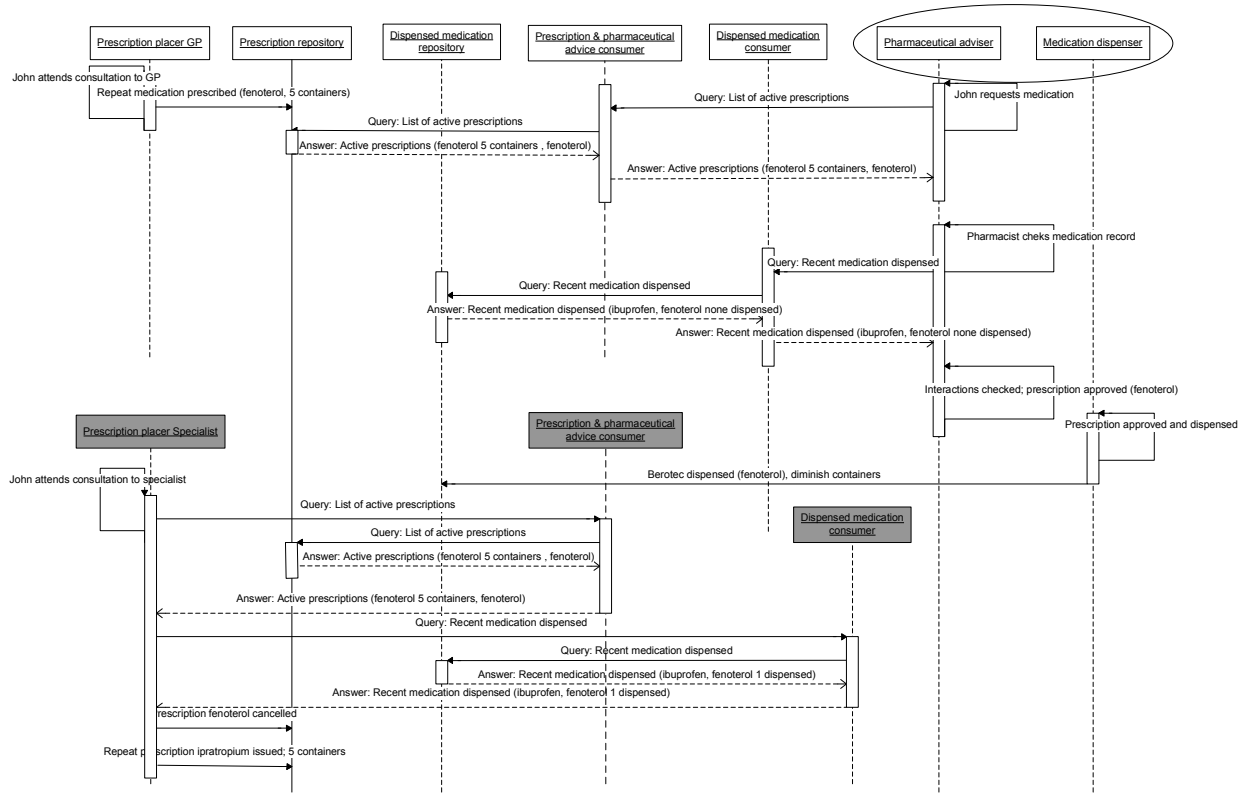 Prescription placer GP
Prescription repository
Dispensed medication
repository
Prescription & pharmaceutical
advice consumer
Dispensed medication
consumer
Pharmaceutical adviser
Medication dispenser
John attends consultation to GP
Repeat medication prescribed (fenoterol, 5 containers)
John requests medication
Query: List of active prescriptions
Query: List of active prescriptions
Answer: Active prescriptions (fenoterol 5 containers , fenoterol)
Answer: Active prescriptions (fenoterol 5 containers, fenoterol)
Pharmacist cheks medication record
Query: Recent medication dispensed
Query: Recent medication dispensed
Answer: Recent medication dispensed (ibuprofen, fenoterol none dispensed)
Answer: Recent medication dispensed (ibuprofen, fenoterol none dispensed)
Interactions checked; prescription approved (fenoterol)
Prescription placer Specialist
Prescription & pharmaceutical
advice consumer
Prescription approved and dispensed
John attends consultation to specialist
Berotec dispensed (fenoterol), diminish containers
Query: List of active prescriptions
Dispensed medication
consumer
Query: List of active prescriptions
Answer: Active prescriptions (fenoterol 5 containers , fenoterol)
Answer: Active prescriptions (fenoterol 5 containers, fenoterol)
Query: Recent medication dispensed
Query: Recent medication dispensed
Answer: Recent medication dispensed (ibuprofen, fenoterol 1 dispensed)
Answer: Recent medication dispensed (ibuprofen, fenoterol 1 dispensed)
rescription fenoterol cancelled
Repeat prescription ipratropium issued; 5 containers